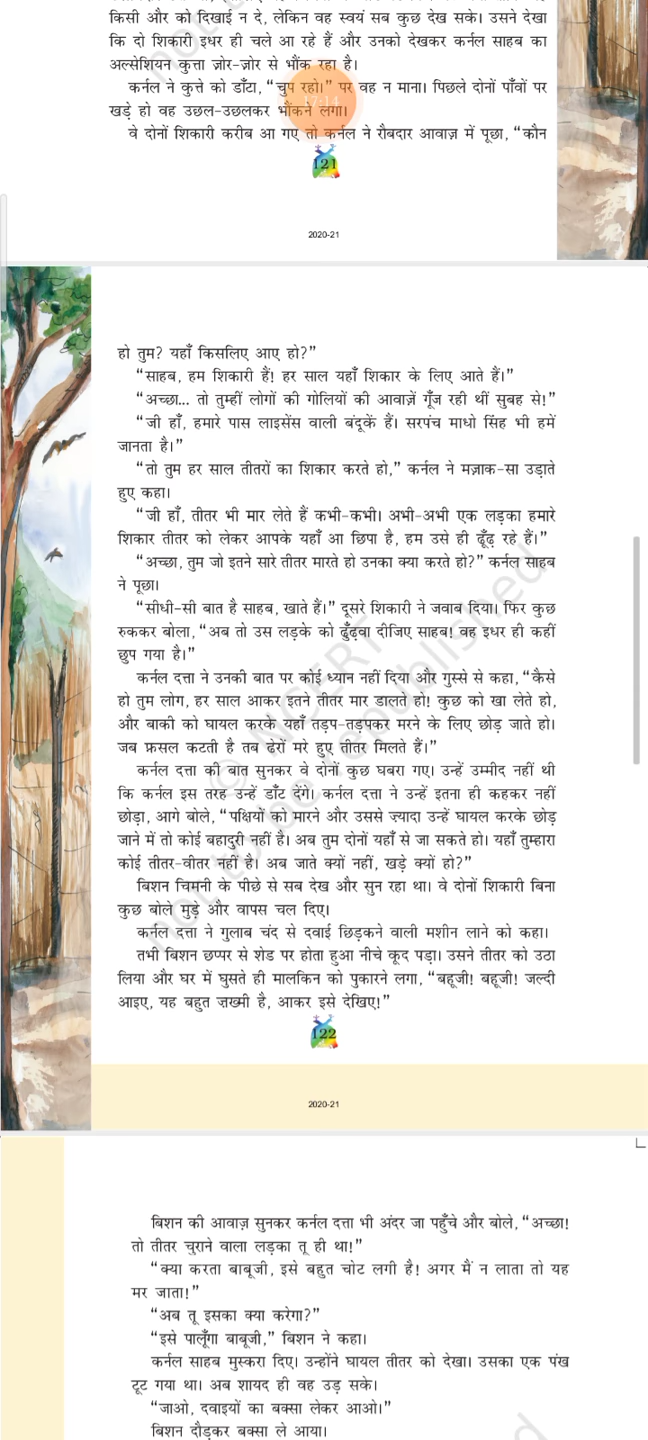 किसी और को दिखाई न दे, लेकिन वह स्वयं सब कुछ देख सके। उसने देखा
कि दो शिकारी इधर ही चले आ रहे हैं और उनको देखकर कर्नल साहब का
अल्सेशियन कुत्ता ज़ोर-ज़ोर से भौंक रहा है।
कर्नल ने कुत्ते को डाँटा, “चुप रहो।” पर वह न माना। पिछले दोनों पाँवों पर
खड़े हो वह उछल-उछलकर भौंकने लगा।
17:14
वे दोनों शिकारी करीब आ गए तो कर्नल ने रौबदार आवाज़ में पूछा, “कौन
121
2020-21
हो तुम? यहाँ किसलिए आए हो?”
“साहब, हम शिकारी हैं! हर साल यहाँ शिकार के लिए आते हैं।”
“अच्छा... तो तुम्हीं लोगों की गोलियों की आवाज़ें गूँज रही थीं सुबह से!”
“जी हाँ, हमारे पास लाइसेंस वाली बंदूकें हैं। सरपंच माधो सिंह भी हमें
जानता है।”
“तो तुम हर साल तीतरों का शिकार करते हो,” कर्नल ने मज़ाक-सा उड़ाते
हुए कहा।
“जी हाँ, तीतर भी मार लेते हैं कभी-कभी। अभी-अभी एक लड़का हमारे
शिकार तीतर को लेकर आपके यहाँ आ छिपा है, हम उसे ही ढूँढ़ रहे हैं।”
“अच्छा, तुम जो इतने सारे तीतर मारते हो उनका क्या करते हो?” कर्नल साहब
ने पूछा।
“सीधी-सी बात है साहब, खाते हैं।” दूसरे शिकारी ने जवाब दिया। फिर कुछ
रुककर बोला, “अब तो उस लड़के को ढुँढ़वा दीजिए साहब! वह इधर ही कहीं
छुप गया है।”
कर्नल दत्ता ने उनकी बात पर कोई ध्यान नहीं दिया और गुस्से से कहा, “कैसे
हो तुम लोग, हर साल आकर इतने तीतर मार डालते हो! कुछ को खा लेते हो,
और बाकी को घायल करके यहाँ तड़प-तड़पकर मरने के लिए छोड़ जाते हो।
जब फ़सल कटती है तब ढेरों मरे हुए तीतर मिलते हैं।”
कर्नल दत्ता की बात सुनकर वे दोनों कुछ घबरा गए। उन्हें उम्मीद नहीं थी
कि कर्नल इस तरह उन्हें डाँट देंगे। कर्नल दत्ता ने उन्हें इतना ही कहकर नहीं
छोड़ा, आगे बोले, “पक्षियों को मारने और उससे ज्यादा उन्हें घायल करके छोड़
जाने में तो कोई बहादुरी नहीं है। अब तुम दोनों यहाँ से जा सकते हो। यहाँ तुम्हारा
कोई तीतर-वीतर नहीं है। अब जाते क्यों नहीं, खड़े क्यों हो?”
बिशन चिमनी के पीछे से सब देख और सुन रहा था। वे दोनों शिकारी बिना
कुछ बोले मुड़े और वापस चल दिए।
कर्नल दत्ता ने गुलाब चंद से दवाई छिड़कने वाली मशीन लाने को कहा।
तभी बिशन छप्पर से शेड पर होता हुआ नीचे कूद पड़ा। उसने तीतर को उठा
लिया और घर में घुसते ही मालकिन को पुकारने लगा, “बहूजी! बहूजी! जल्दी
आइए, यह बहुत ज़ख्मी है, आकर इसे देखिए!”
© NCERT
not to be republished
122
2020-21
बिशन की आवाज़ सुनकर कर्नल दत्ता भी अंदर जा पहुँचे और बोले, “अच्छा!
तो तीतर चुराने वाला लड़का तू ही था!”
“क्या करता बाबूजी, इसे बहुत चोट लगी है! अगर मैं न लाता तो यह
मर जाता!”
“अब तू इसका क्या करेगा?”
“इसे पालूँगा बाबूजी,” बिशन ने कहा।
कर्नल साहब मुस्करा दिए। उन्होंने घायल तीतर को देखा। उसका एक पंख
टूट गया था। अब शायद ही वह उड़ सके।
“जाओ, दवाइयों का बक्सा लेकर आओ।”
बिशन दौड़कर बक्सा ले आया।